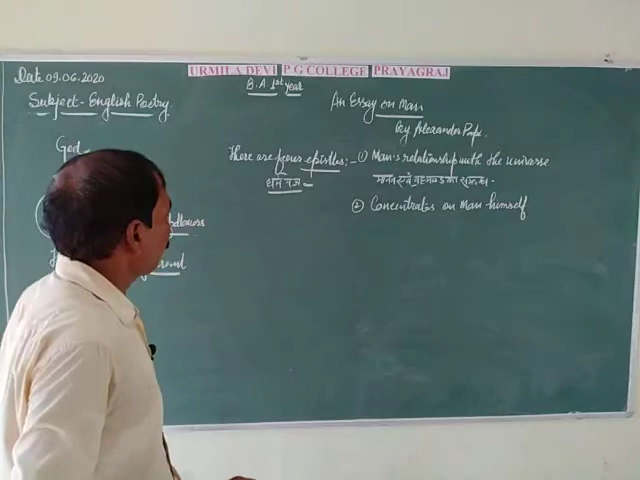 Date 09.06.2020
URMILA DEVI P.G COLLEGE PRAYAGRAJ
B.A 1st year
Subject-English Poetry.
An Essay on Man
By Alexander Pope.
God-
There are four epistles:- ① Man's relationship with the universe
② Concentrates on Man himself